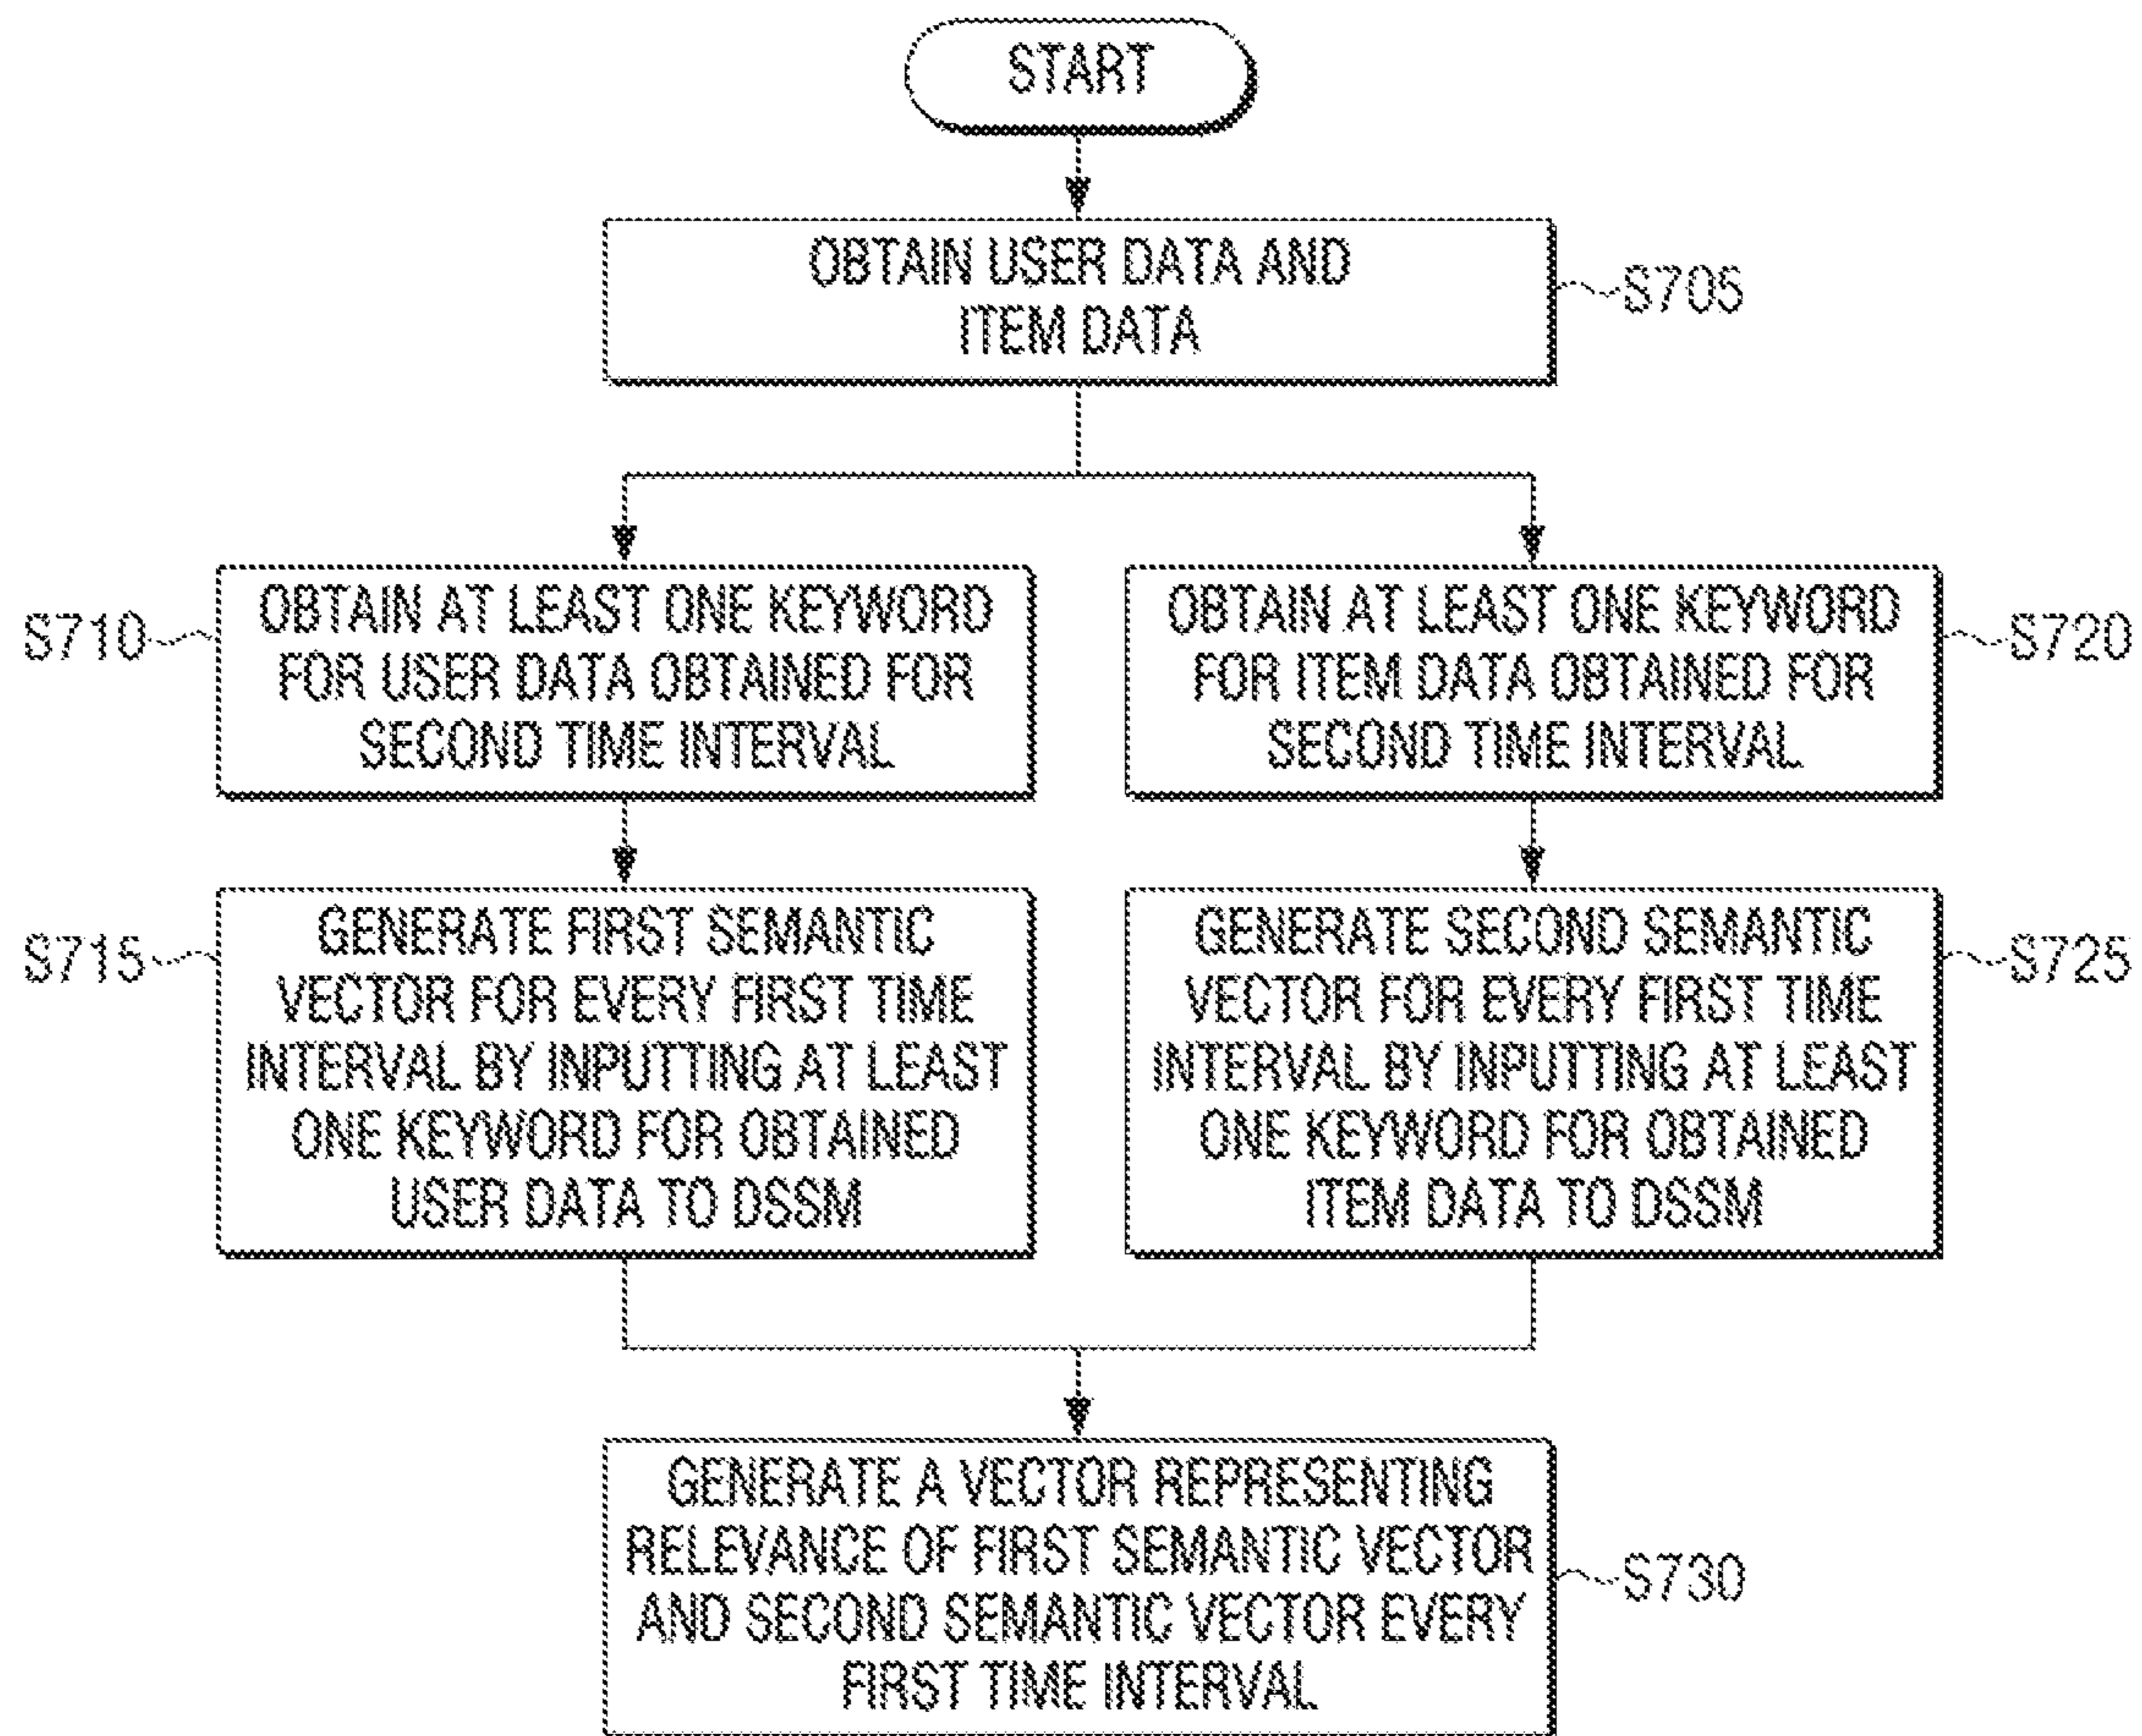 START
OBTAIN USER DATA AND
ITEM DATA
S705
OBTAIN AT LEAST ONE KEYWORD
FOR USER DATA OBTAINED FOR
SECOND TIME INTERVAL
S710
OBTAIN AT LEAST ONE KEYWORD
FOR ITEM DATA OBTAINED FOR
SECOND TIME INTERVAL
S720
GENERATE FIRST SEMANTIC
VECTOR FOR EVERY FIRST TIME
INTERVAL BY INPUTTING AT LEAST
ONE KEYWORD FOR OBTAINED
USER DATA TO DSSM
S715
GENERATE SECOND SEMANTIC
VECTOR FOR EVERY FIRST TIME
INTERVAL BY INPUTTING AT LEAST
ONE KEYWORD FOR OBTAINED
ITEM DATA TO DSSM
S725
GENERATE A VECTOR REPRESENTING
RELEVANCE OF FIRST SEMANTIC VECTOR
AND SECOND SEMANTIC VECTOR EVERY
FIRST TIME INTERVAL
S730